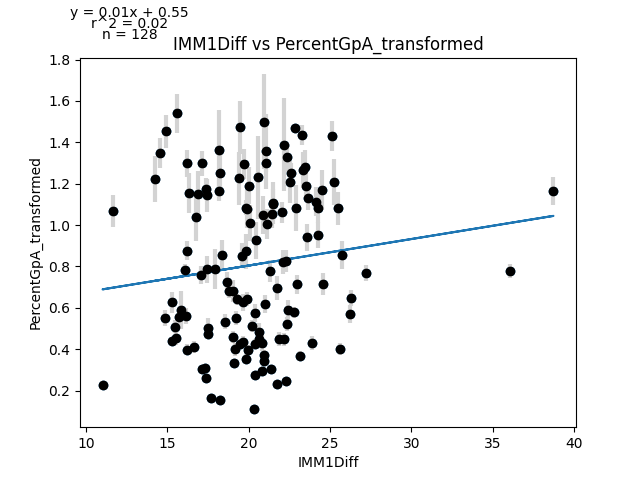 y = 0.01x + 0.55
r^2 = 0.02
n = 128
IMM1Diff vs PercentGpA_transformed
1.8
1.6
1.4
1.2
1.0
0.8
0.6
0.4
0.2
PercentGpA_transformed
10 15 20 25 30 35 40
IMM1Diff